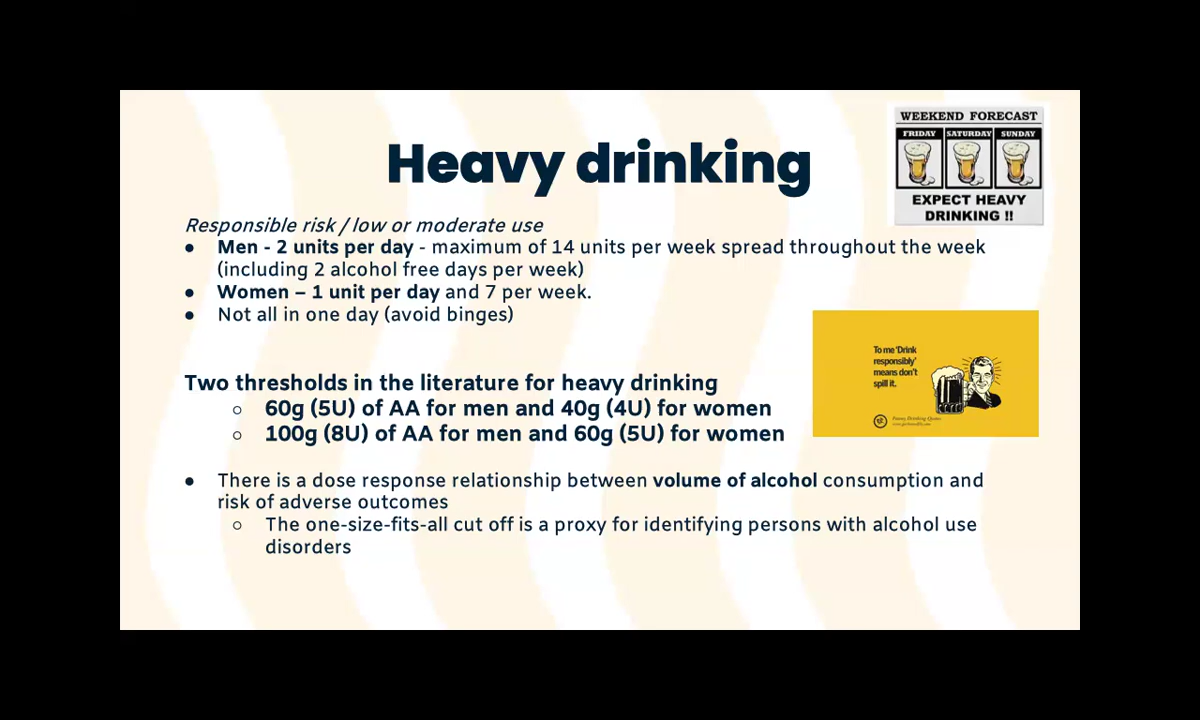 WEEKEND FORECAST
FRIDAY SATURDAY SUNDAY
EXPECT HEAVY
DRINKING !!
Heavy drinking
Responsible risk / low or moderate use
● Men - 2 units per day - maximum of 14 units per week spread throughout the week
(including 2 alcohol free days per week)
● Women – 1 unit per day and 7 per week.
● Not all in one day (avoid binges)
To me 'Drink
responsibly'
means don't
spill it.
Two thresholds in the literature for heavy drinking
○ 60g (5U) of AA for men and 40g (4U) for women
○ 100g (8U) of AA for men and 60g (5U) for women
● There is a dose response relationship between volume of alcohol consumption and
risk of adverse outcomes
○ The one-size-fits-all cut off is a proxy for identifying persons with alcohol use
disorders